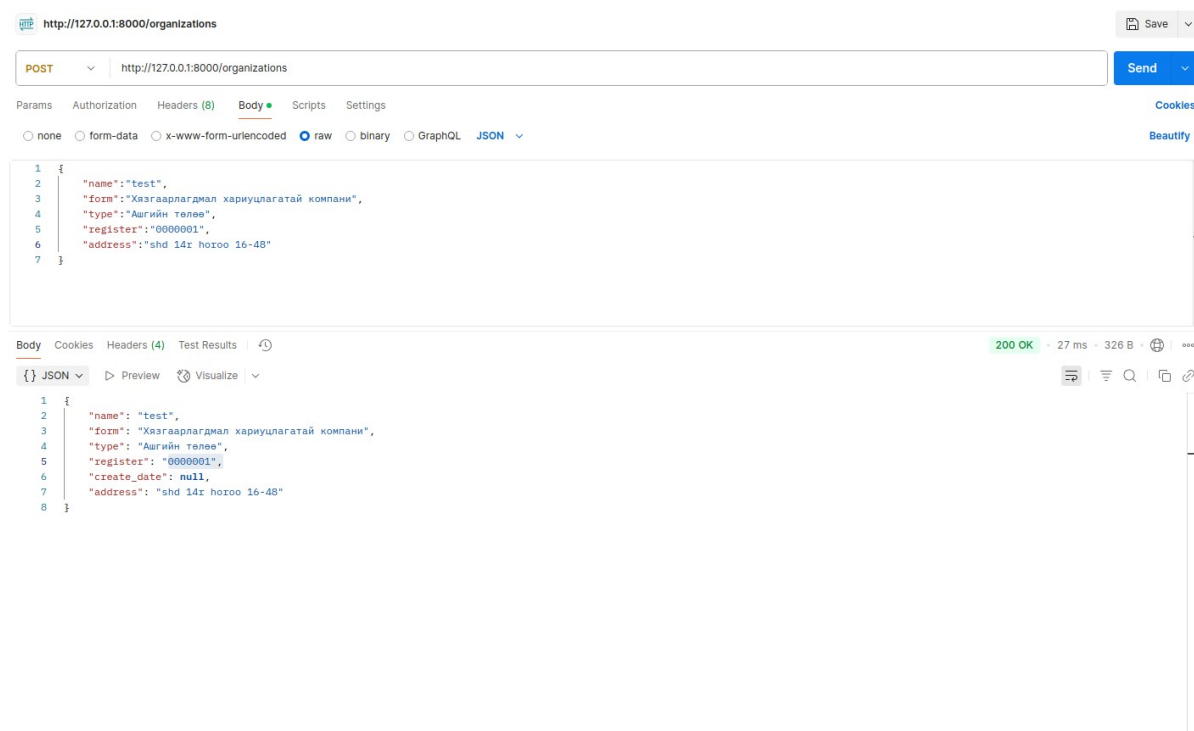 HTTP http://127.0.0.1:8000/organizations
Save
POST http://127.0.0.1:8000/organizations Send
Params Authorization Headers (8) Body Scripts Settings Cookies
none form-data x-www-form-urlencoded raw binary GraphQL JSON Beautify
1 {
2 "name":"test",
3 "form":"Хязгаарлагдмал хариуцлагатай компани",
4 "type":"Ашгийн төлөө",
5 "register":"0000001",
6 "address":"shd 14r horoo 16-48"
7 }
Body Cookies Headers (4) Test Results 200 OK 27 ms 326 B
{} JSON Preview Visualize
1 {
2 "name": "test",
3 "form": "Хязгаарлагдмал хариуцлагатай компани",
4 "type": "Ашгийн төлөө",
5 "register": "0000001",
6 "create_date": null,
7 "address": "shd 14r horoo 16-48"
8 }